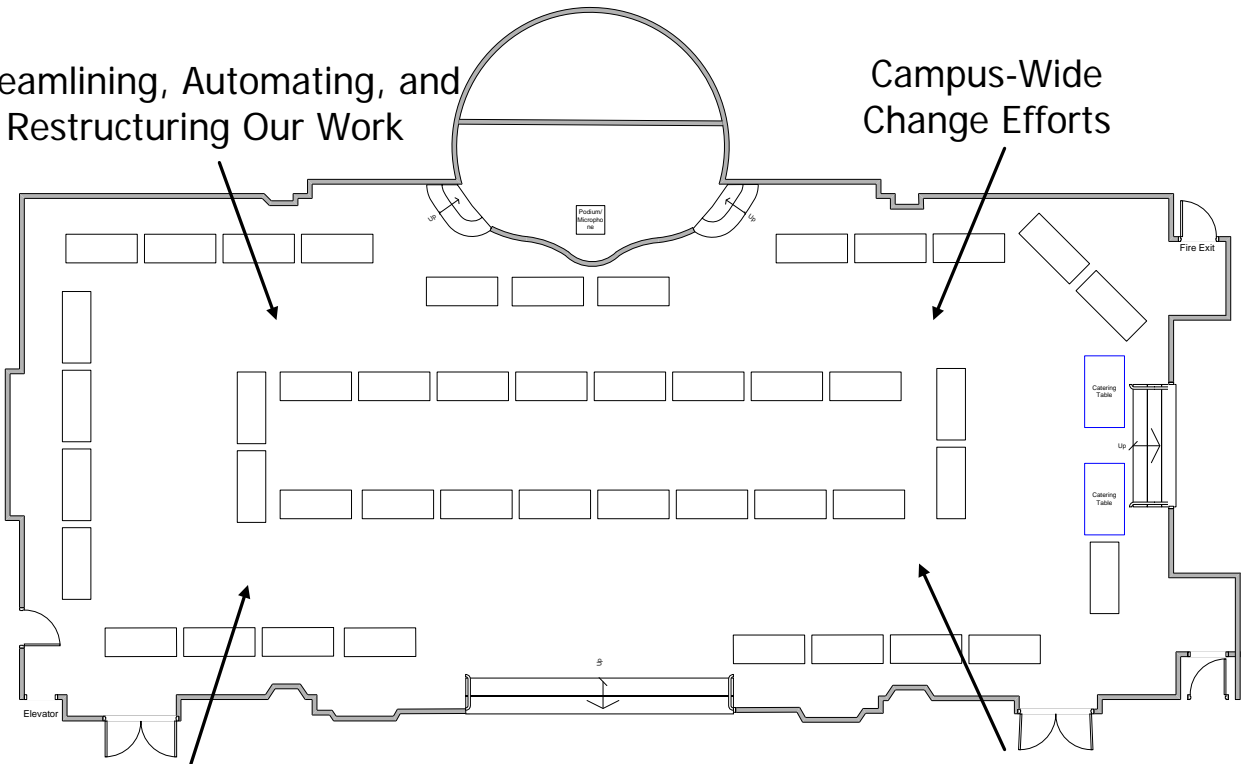 eamlining, Automating, and
Restructuring Our Work
Campus-Wide
Change Efforts
Podium/
Micropho
ne
Up
Up
Fire Exit
Catering
Table
Up
Catering
Table
Up
Elevator